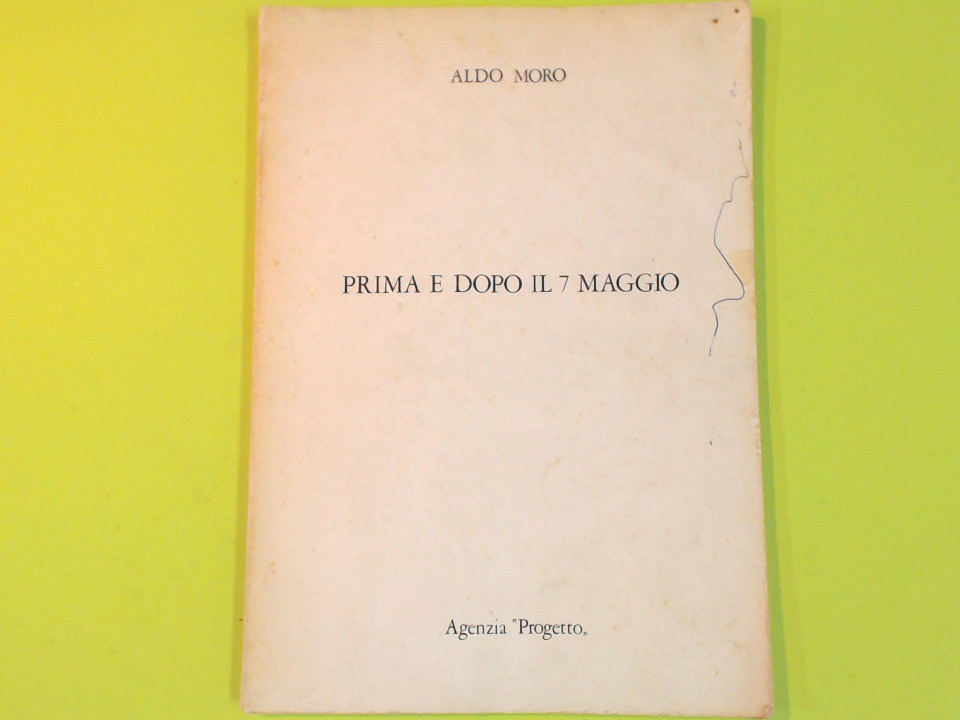 ALDO MORO
PRIMA E DOPO IL 7 MAGGIO
Agenzia "Progetto„